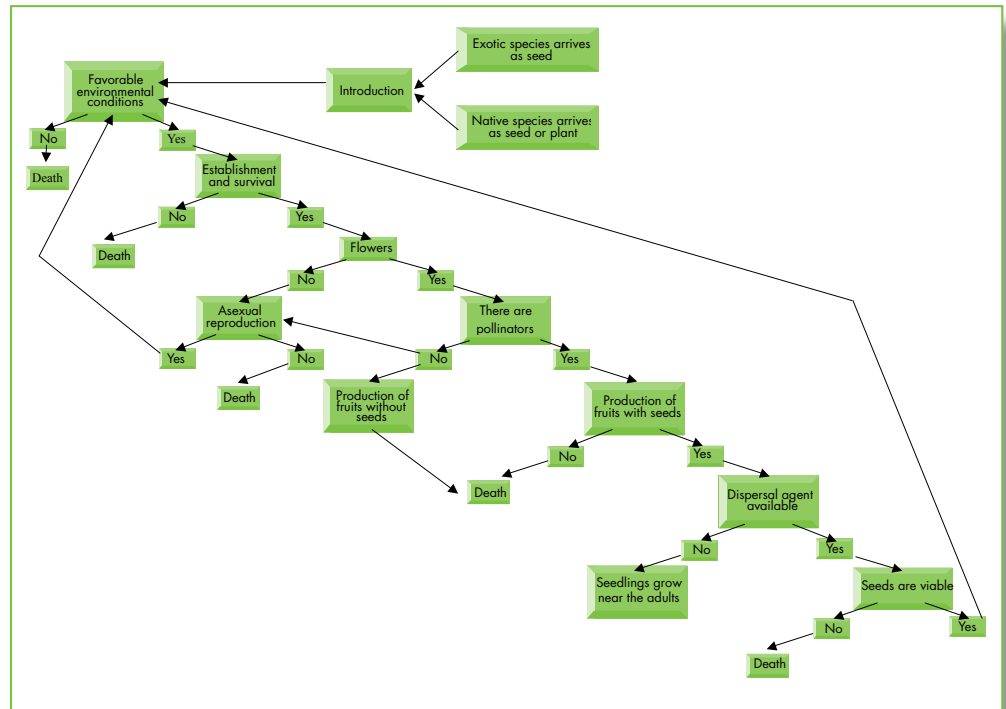 Exotic species arrives
as seed
Favorable
environmental
conditions
Introduction
Native species arrives
as seed or plant
No
Yes
Death
Establishment
and survival
No
Yes
Death
Flowers
No
Yes
Asexual
reproduction
There are
pollinators
Yes
No
No
Yes
Death
Production of
fruits without
seeds
Production of
fruits with seeds
No
Yes
Death
Dispersal agent
available
No
Yes
Seedlings grow
near the adults
Seeds are viable
No
Yes
Death